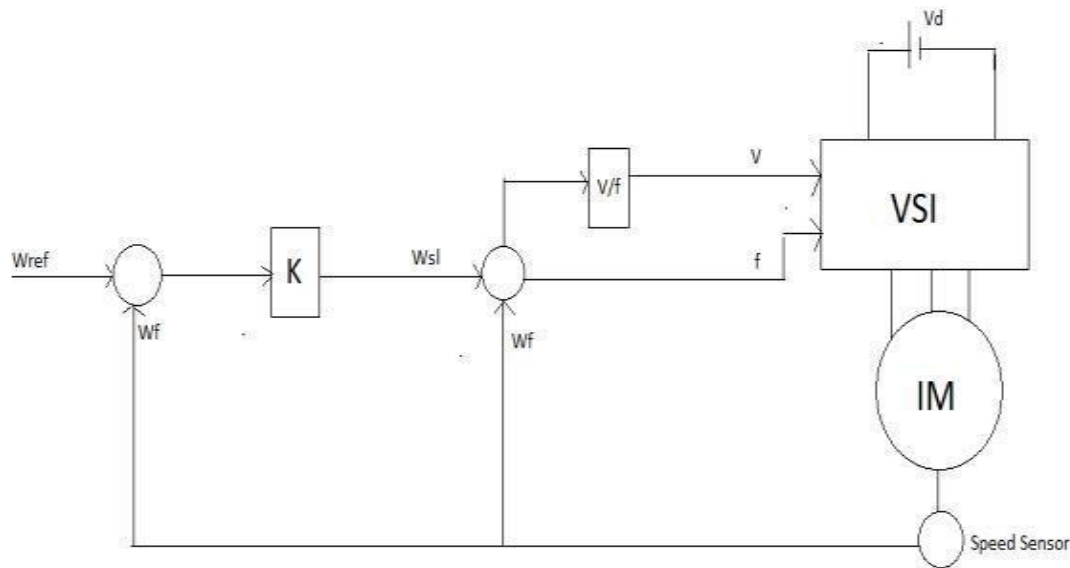 Vd
V/f
V
VSI
Wref
K
Wsl
f
Wf
Wf
IM
Speed Sensor